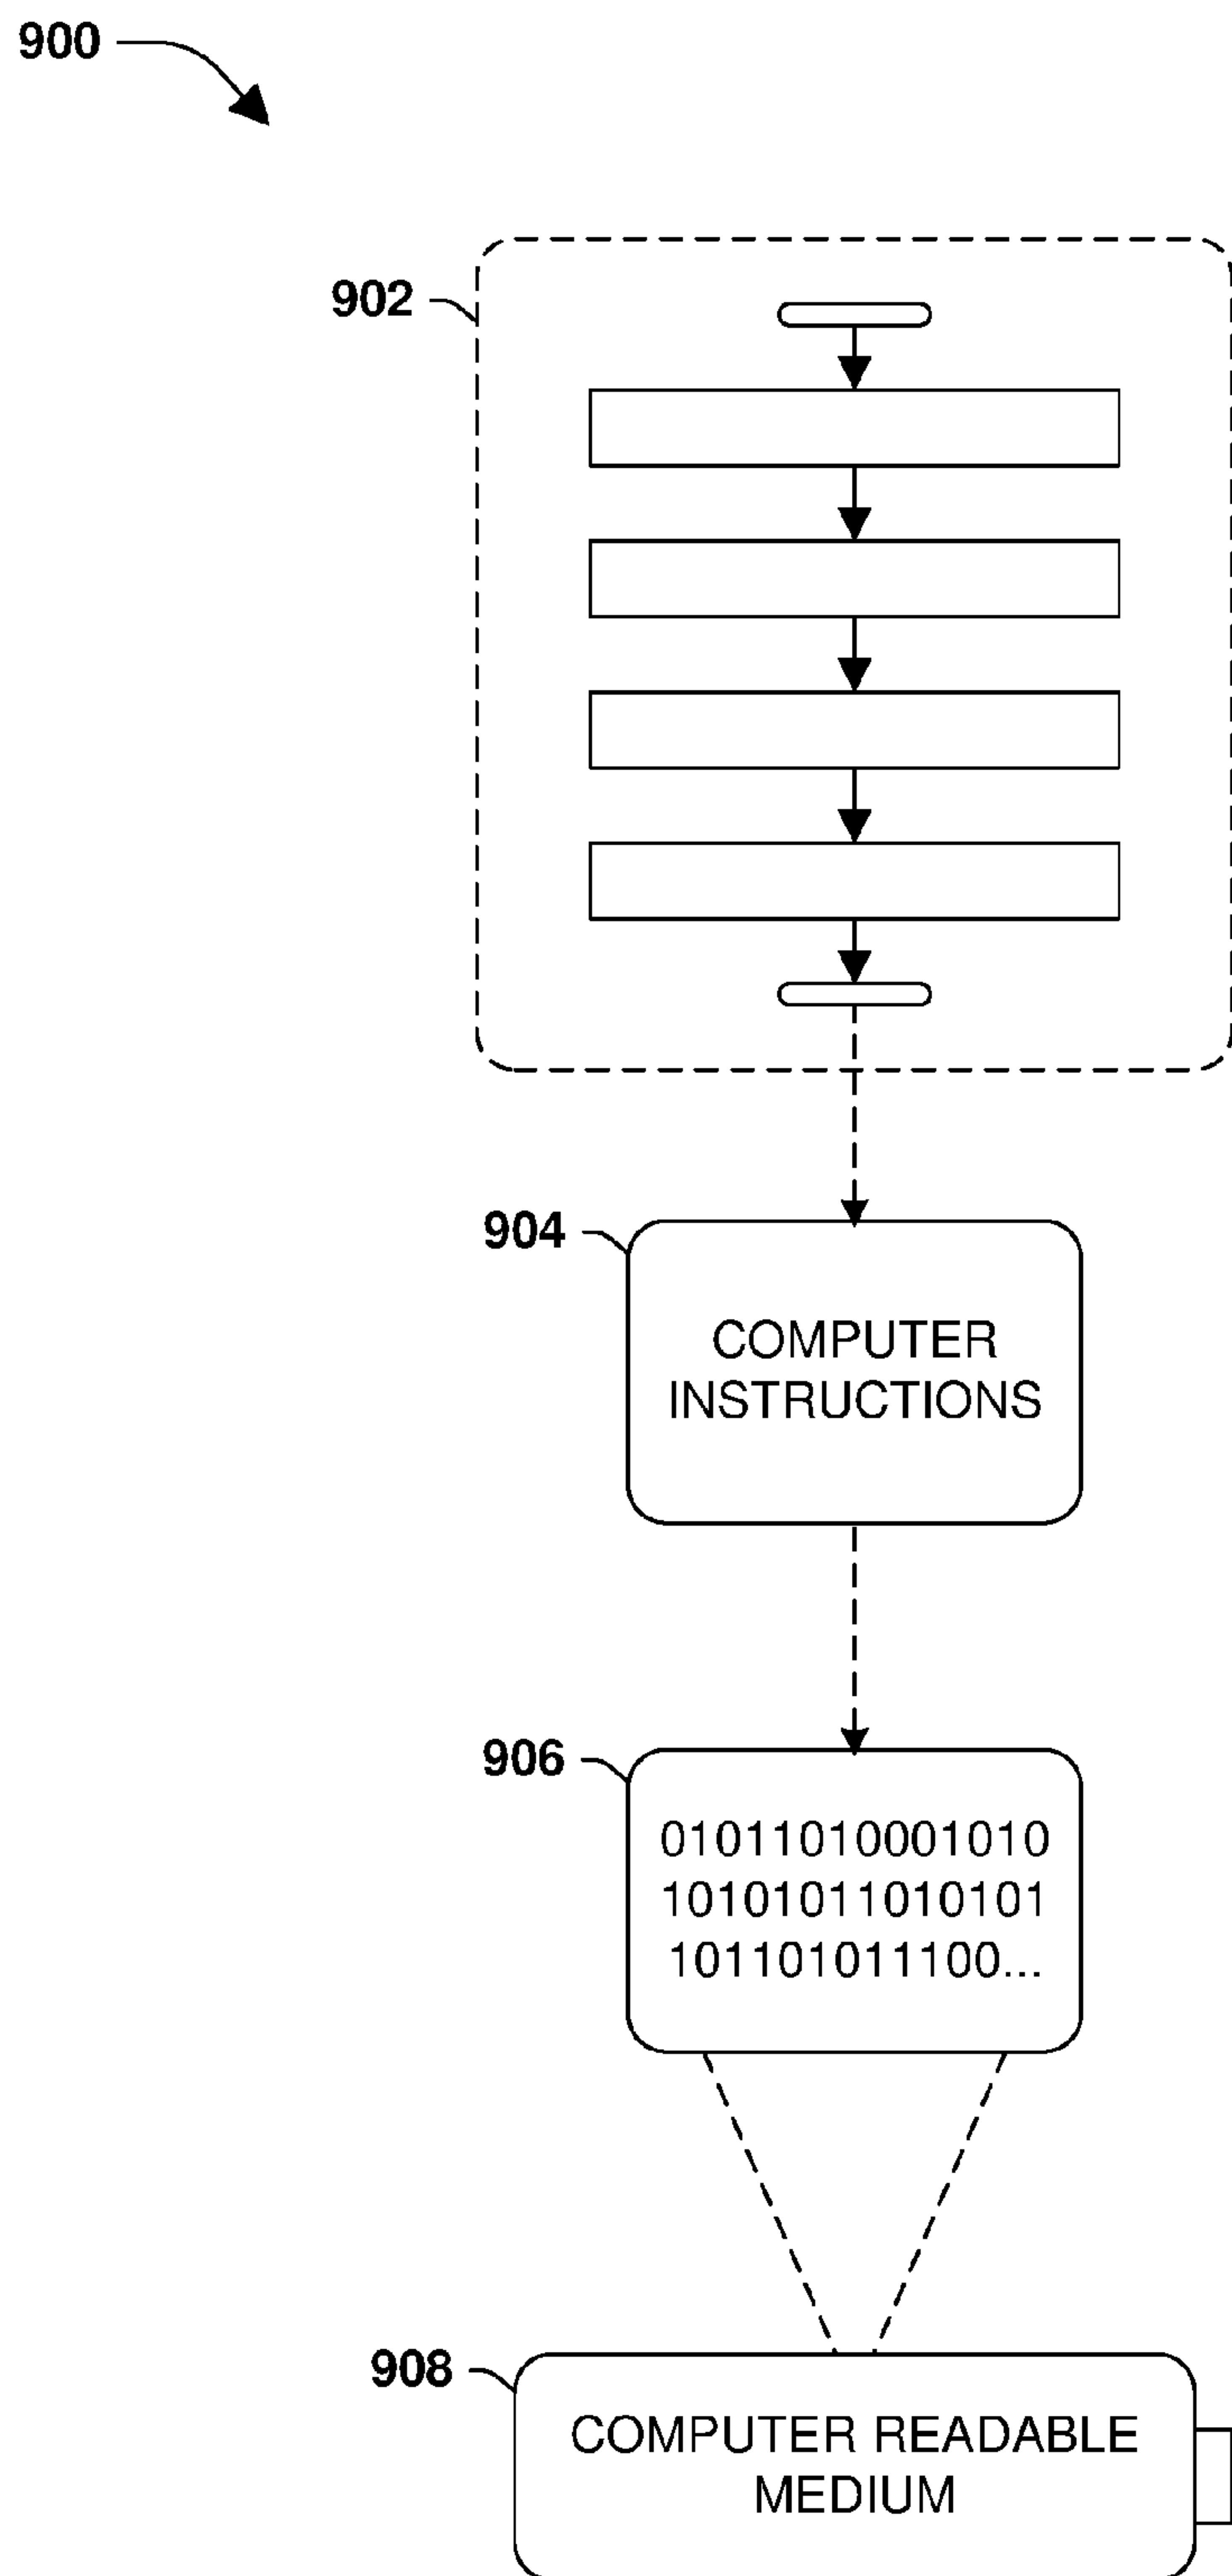 900
902
904
COMPUTER
INSTRUCTIONS
906
01011010001010
10101011010101
101101011100...
908
COMPUTER READABLE
MEDIUM